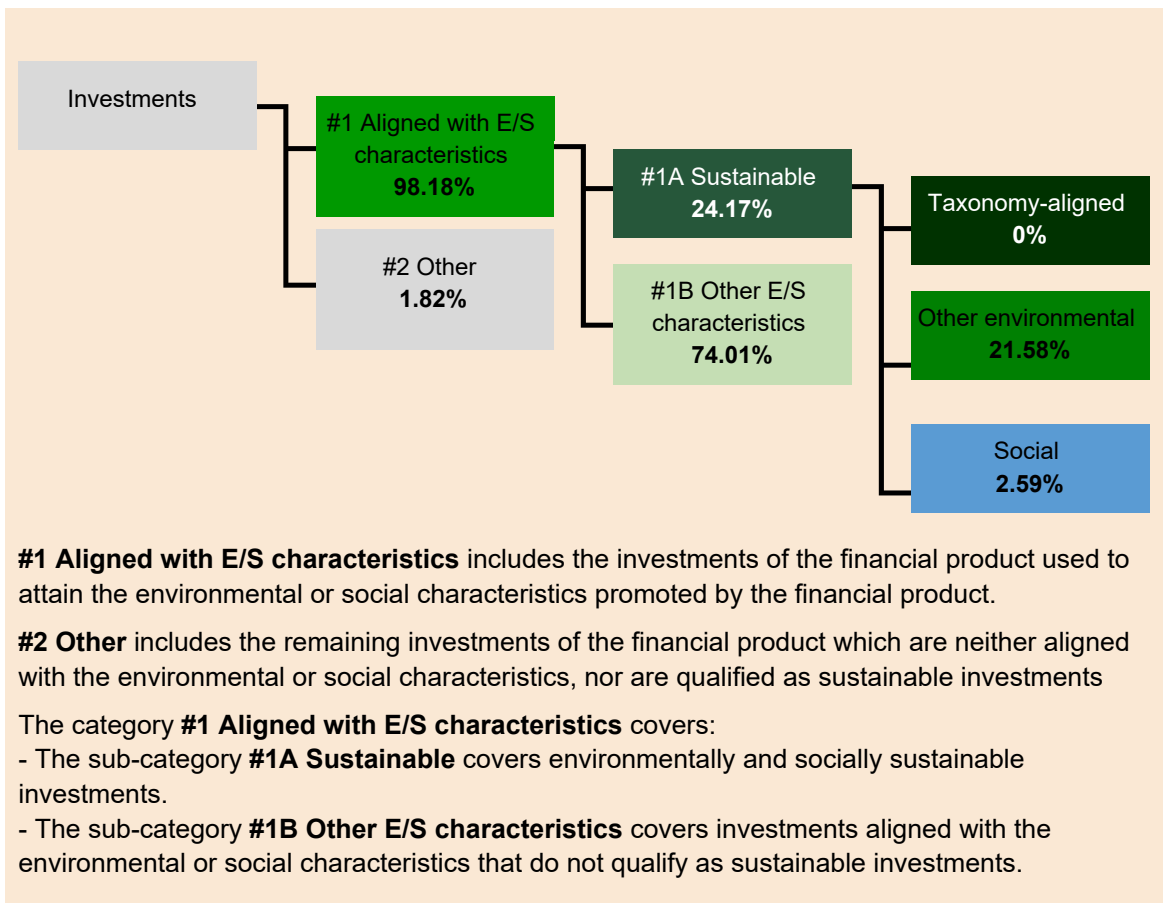 Investments
#1 Aligned with E/S
characteristics
98.18%
#2 Other
1.82%
#1A Sustainable
24.17%
#1B Other E/S
characteristics
74.01%
Taxonomy-aligned
0%
Other environmental
21.58%
Social
2.59%
#1 Aligned with E/S characteristics includes the investments of the financial product used to
attain the environmental or social characteristics promoted by the financial product.
#2 Other includes the remaining investments of the financial product which are neither aligned
with the environmental or social characteristics, nor are qualified as sustainable investments
The category #1 Aligned with E/S characteristics covers:
- The sub-category #1A Sustainable covers environmentally and socially sustainable
investments.
- The sub-category #1B Other E/S characteristics covers investments aligned with the
environmental or social characteristics that do not qualify as sustainable investments.